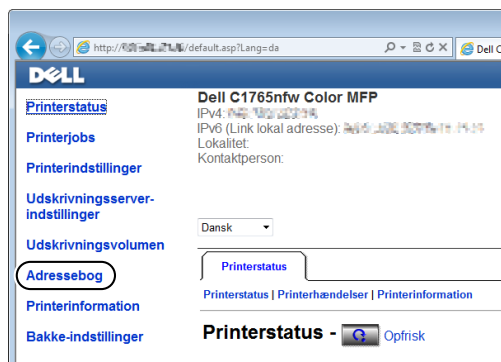 http:// /default.asp?Lang=da
Dell C
DELL
Dell C1765nfw Color MFP
IPv4:
IPv6 (Link lokal adresse):
Lokalitet:
Kontaktperson:
Printerstatus
Printerjobs
Printerindstillinger
Udskrivningsserver-
indstillinger
Udskrivningsvolumen
Adressebog
Printerinformation
Bakke-indstillinger
Dansk
Printerstatus
Printerstatus | Printerhændelser | Printerinformation
Printerstatus - Opfrisk